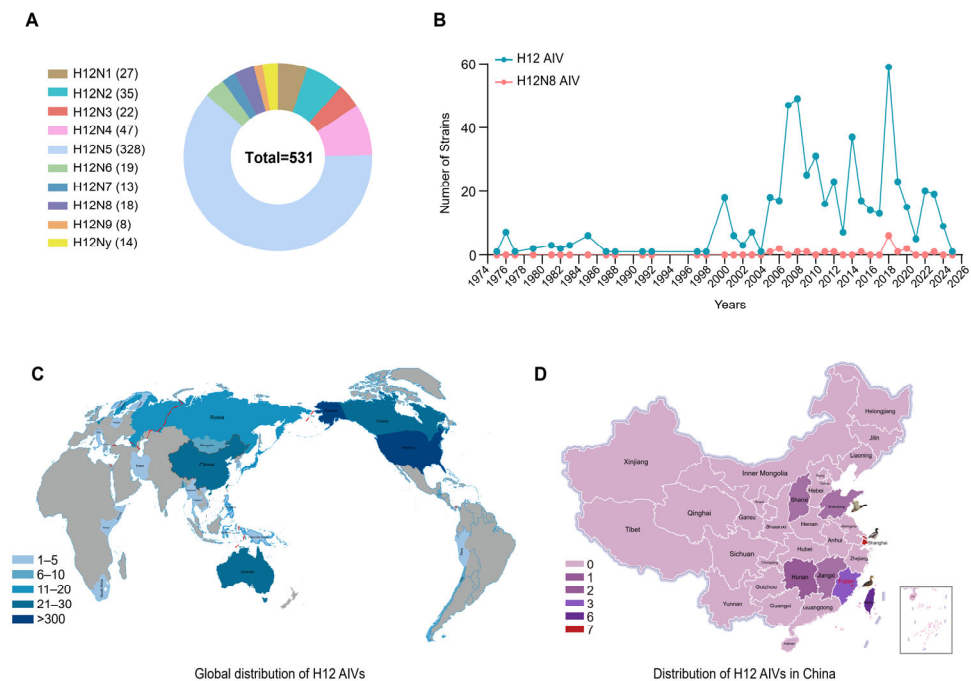 A
H12N1 (27)
H12N2 (35)
H12N3 (22)
H12N4 (47)
H12N5 (328)
H12N6 (19)
H12N7 (13)
H12N8 (18)
H12N9 (8)
H12Ny (14)
Total=531
B
H12 AIV
H12N8 AIV
Number of Strains
60
40
20
0
1974 1976 1977 1980 1982 1984 1986 1988 1990 1992 1994 1996 1998 2000 2002 2004 2006 2008 2010 2012 2014 2016 2018 2020 2022 2024 2026
Years
C
Russia
China
1–5
6–10
11–20
21–30
>300
Global distribution of H12 AIVs
D
Helongjiang
Jilin
Liaoning
Xinjiang
Inner Mongolia
Hebei
Shanxi
Qinghai
Gansu
Shaanxi
Henan
Tibet
Anhui
Shanghai
Hubei
Zhejiang
Sichuan
Hunan
Jiangxi
Guizhou
Yunnan
Guangxi
Guangdong
0
1
2
3
6
7
Distribution of H12 AIVs in China